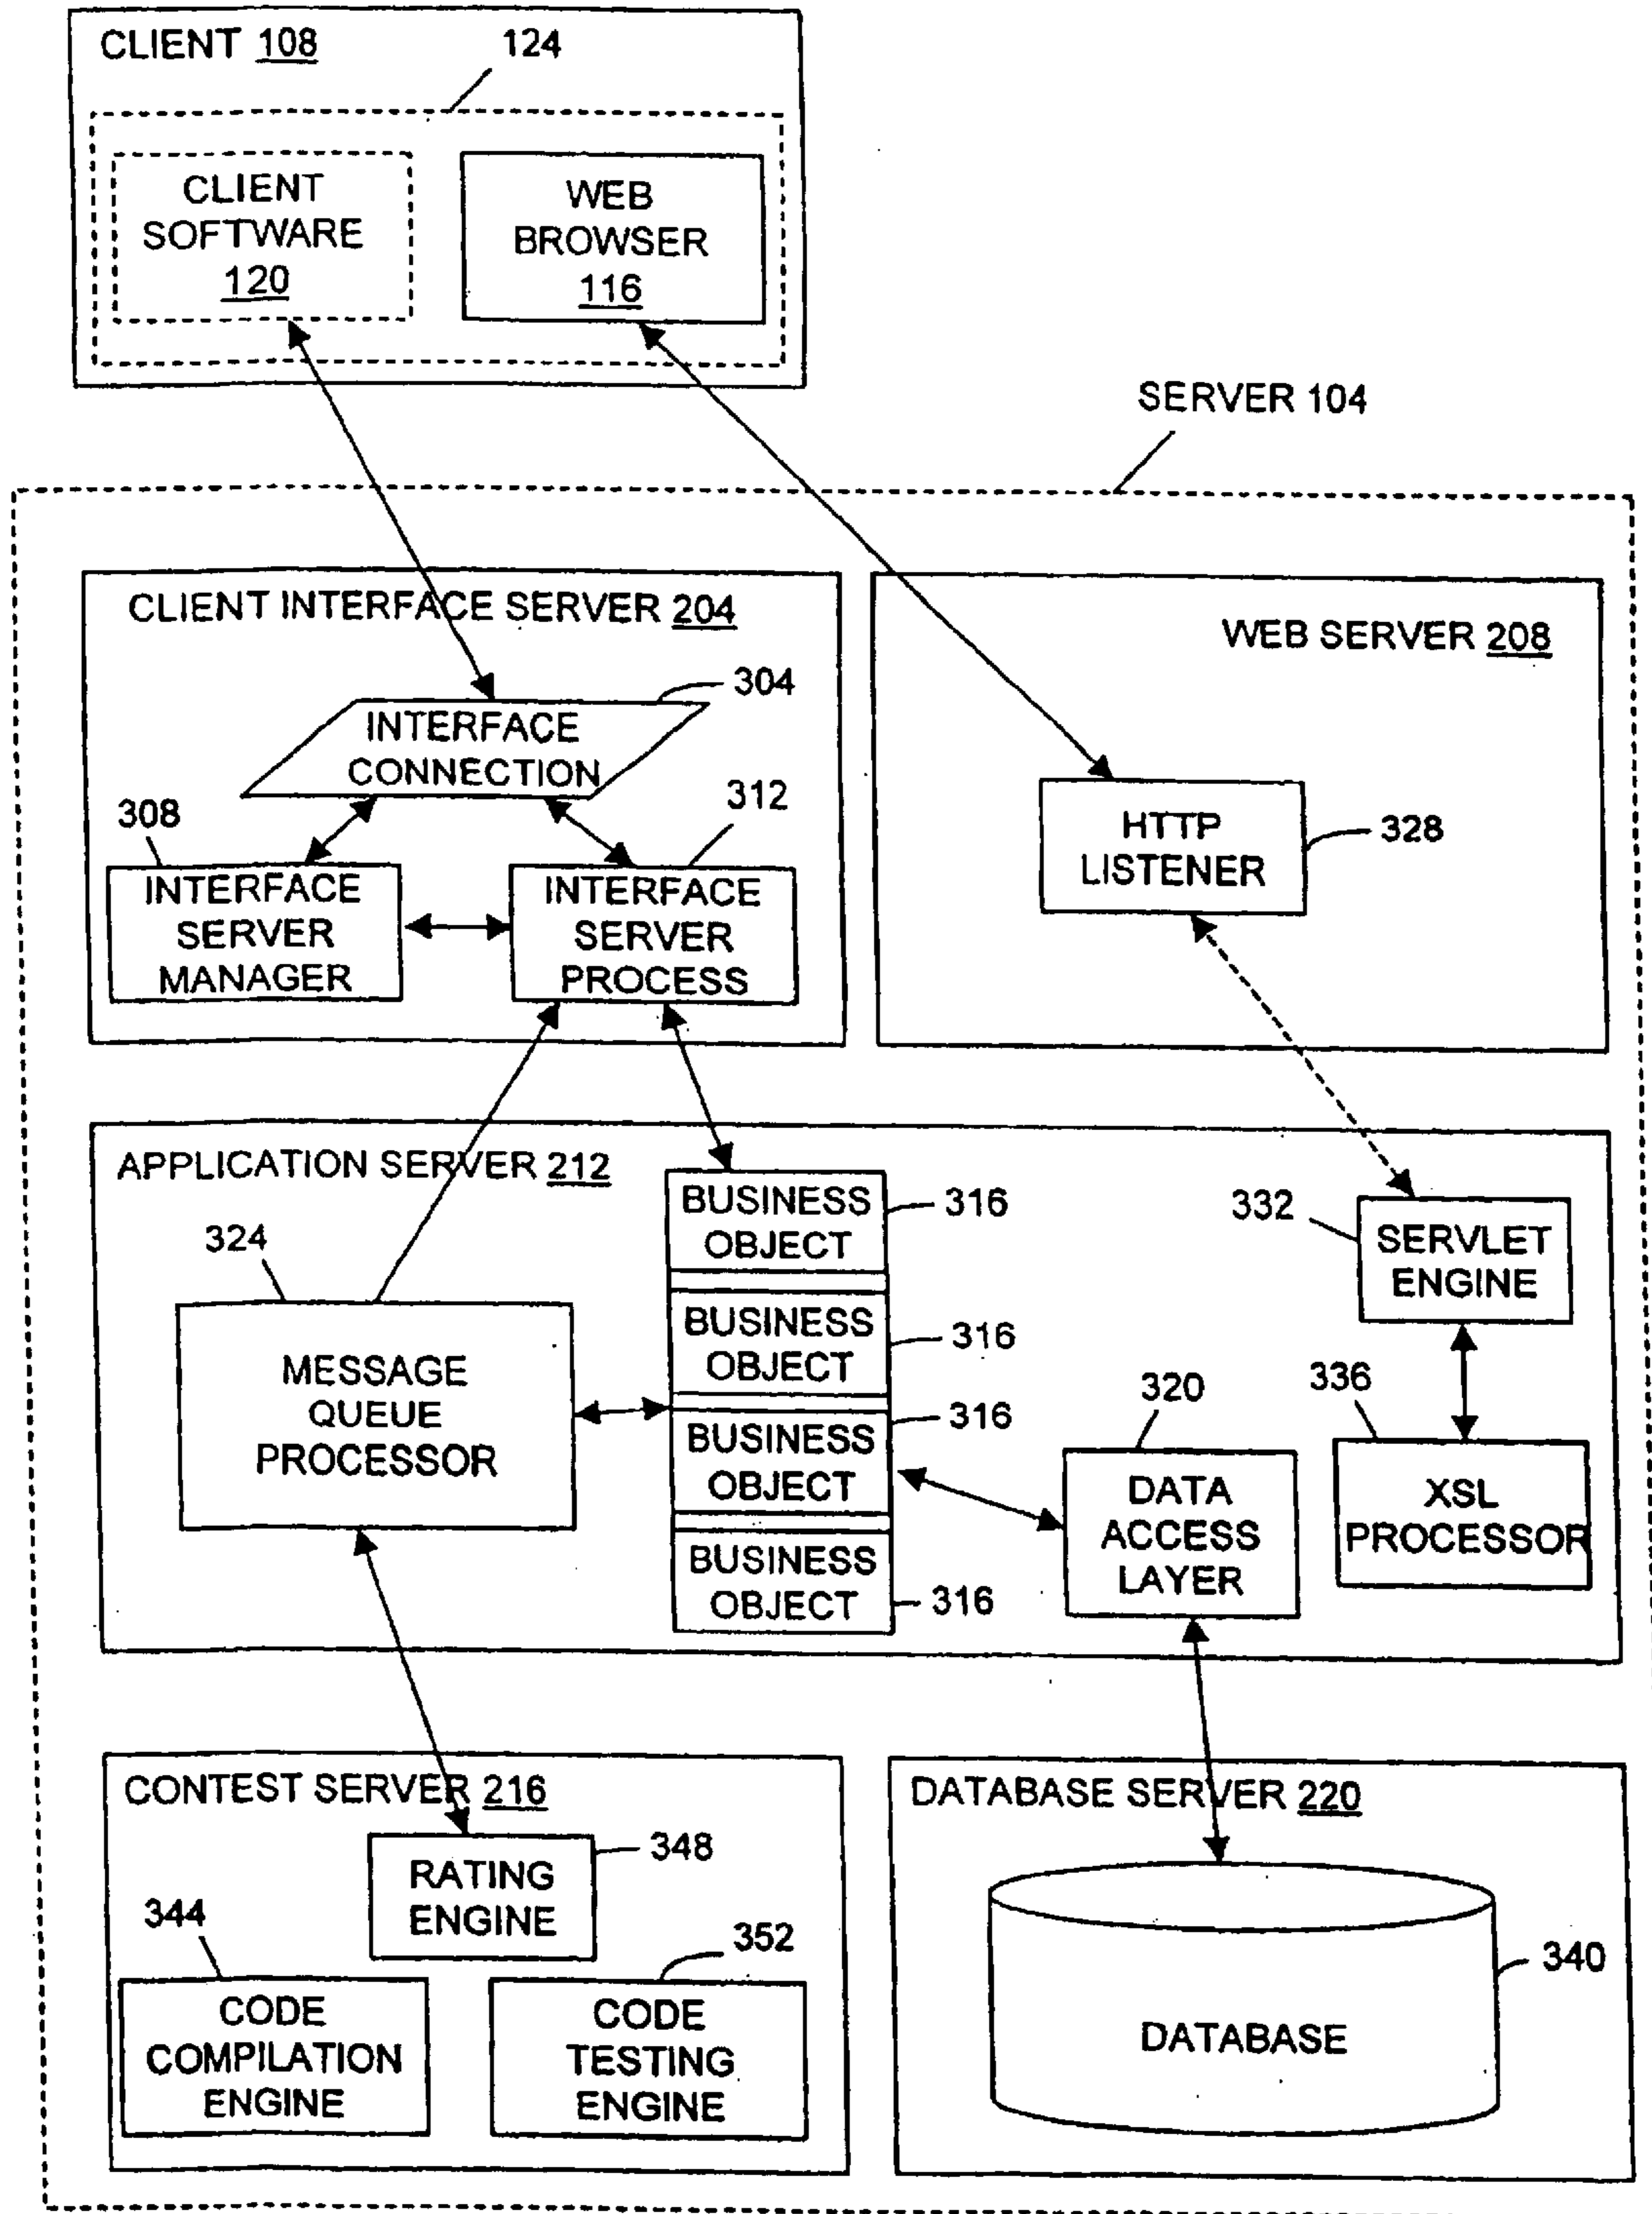 CLIENT 108
124
CLIENT
SOFTWARE
120
WEB
BROWSER
116
SERVER 104
CLIENT INTERFACE SERVER 204
304
INTERFACE
CONNECTION
308
INTERFACE
SERVER
MANAGER
312
INTERFACE
SERVER
PROCESS
WEB SERVER 208
HTTP
LISTENER
328
APPLICATION SERVER 212
324
MESSAGE
QUEUE
PROCESSOR
BUSINESS
OBJECT
316
BUSINESS
OBJECT
316
BUSINESS
OBJECT
316
BUSINESS
OBJECT
316
320
DATA
ACCESS
LAYER
332
SERVLET
ENGINE
336
XSL
PROCESSOR
CONTEST SERVER 216
RATING
ENGINE
348
344
CODE
COMPILATION
ENGINE
352
CODE
TESTING
ENGINE
DATABASE SERVER 220
DATABASE
340